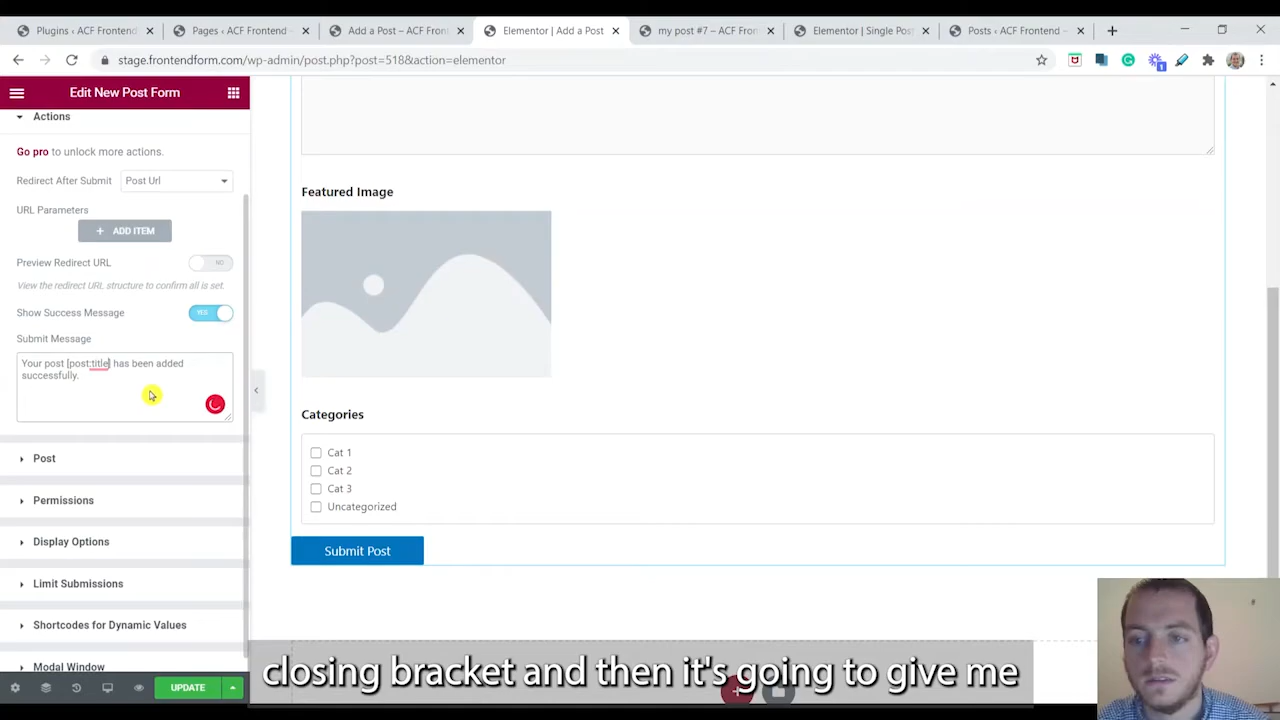 Plugins ‹ ACF Frontend
Pages ‹ ACF Frontend
Add a Post – ACF Fron
Elementor | Add a Post
my post #7 – ACF Front
Elementor | Single Post
Posts ‹ ACF Frontend
stage.frontendform.com/wp-admin/post.php?post=518&action=elementor
Edit New Post Form
Actions
Go pro to unlock more actions.
Redirect After Submit
Post Url
URL Parameters
+ ADD ITEM
Preview Redirect URL
NO
View the redirect URL structure to confirm all is set.
Show Success Message
YES
Submit Message
Your post [post:title] has been added
successfully.
Post
Permissions
Display Options
Limit Submissions
Shortcodes for Dynamic Values
Modal Window
UPDATE
Featured Image
Categories
Cat 1
Cat 2
Cat 3
Uncategorized
Submit Post
closing bracket and then it's going to give me